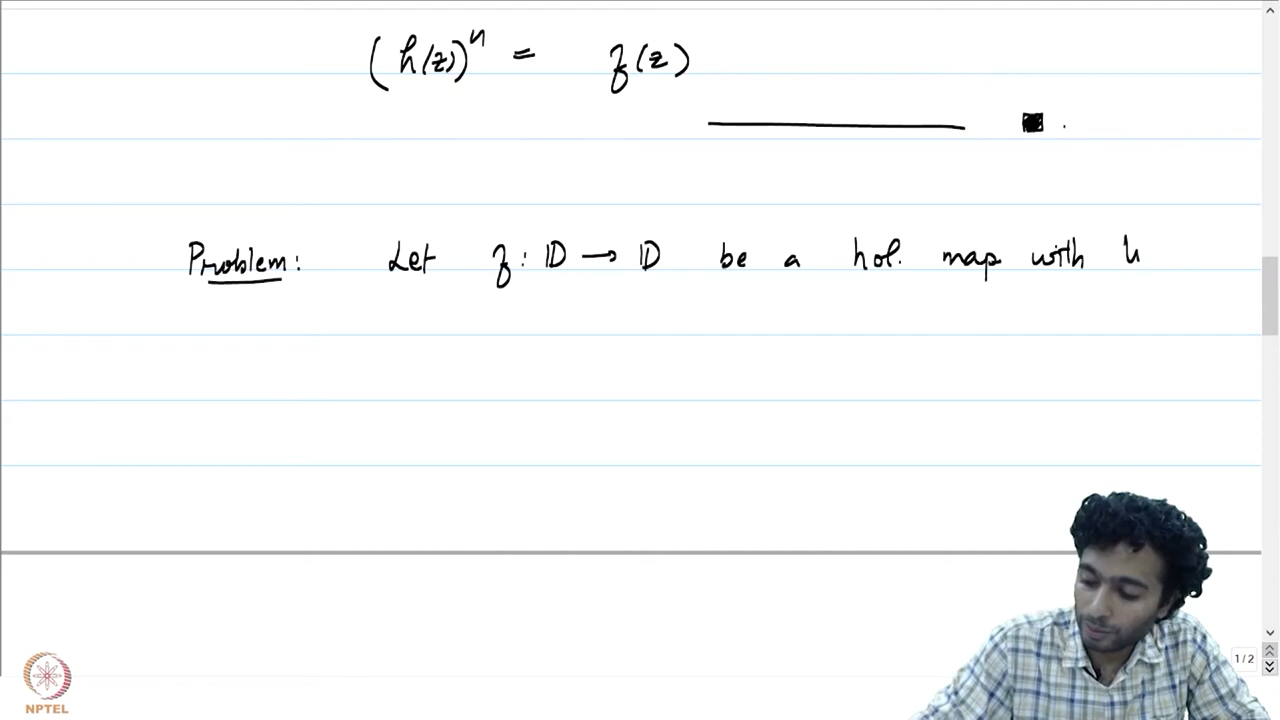 (h(z))ⁿ = f(z)
Problem: Let f : 𝔻 → 𝔻 be a hol. map with
1/2
NPTEL